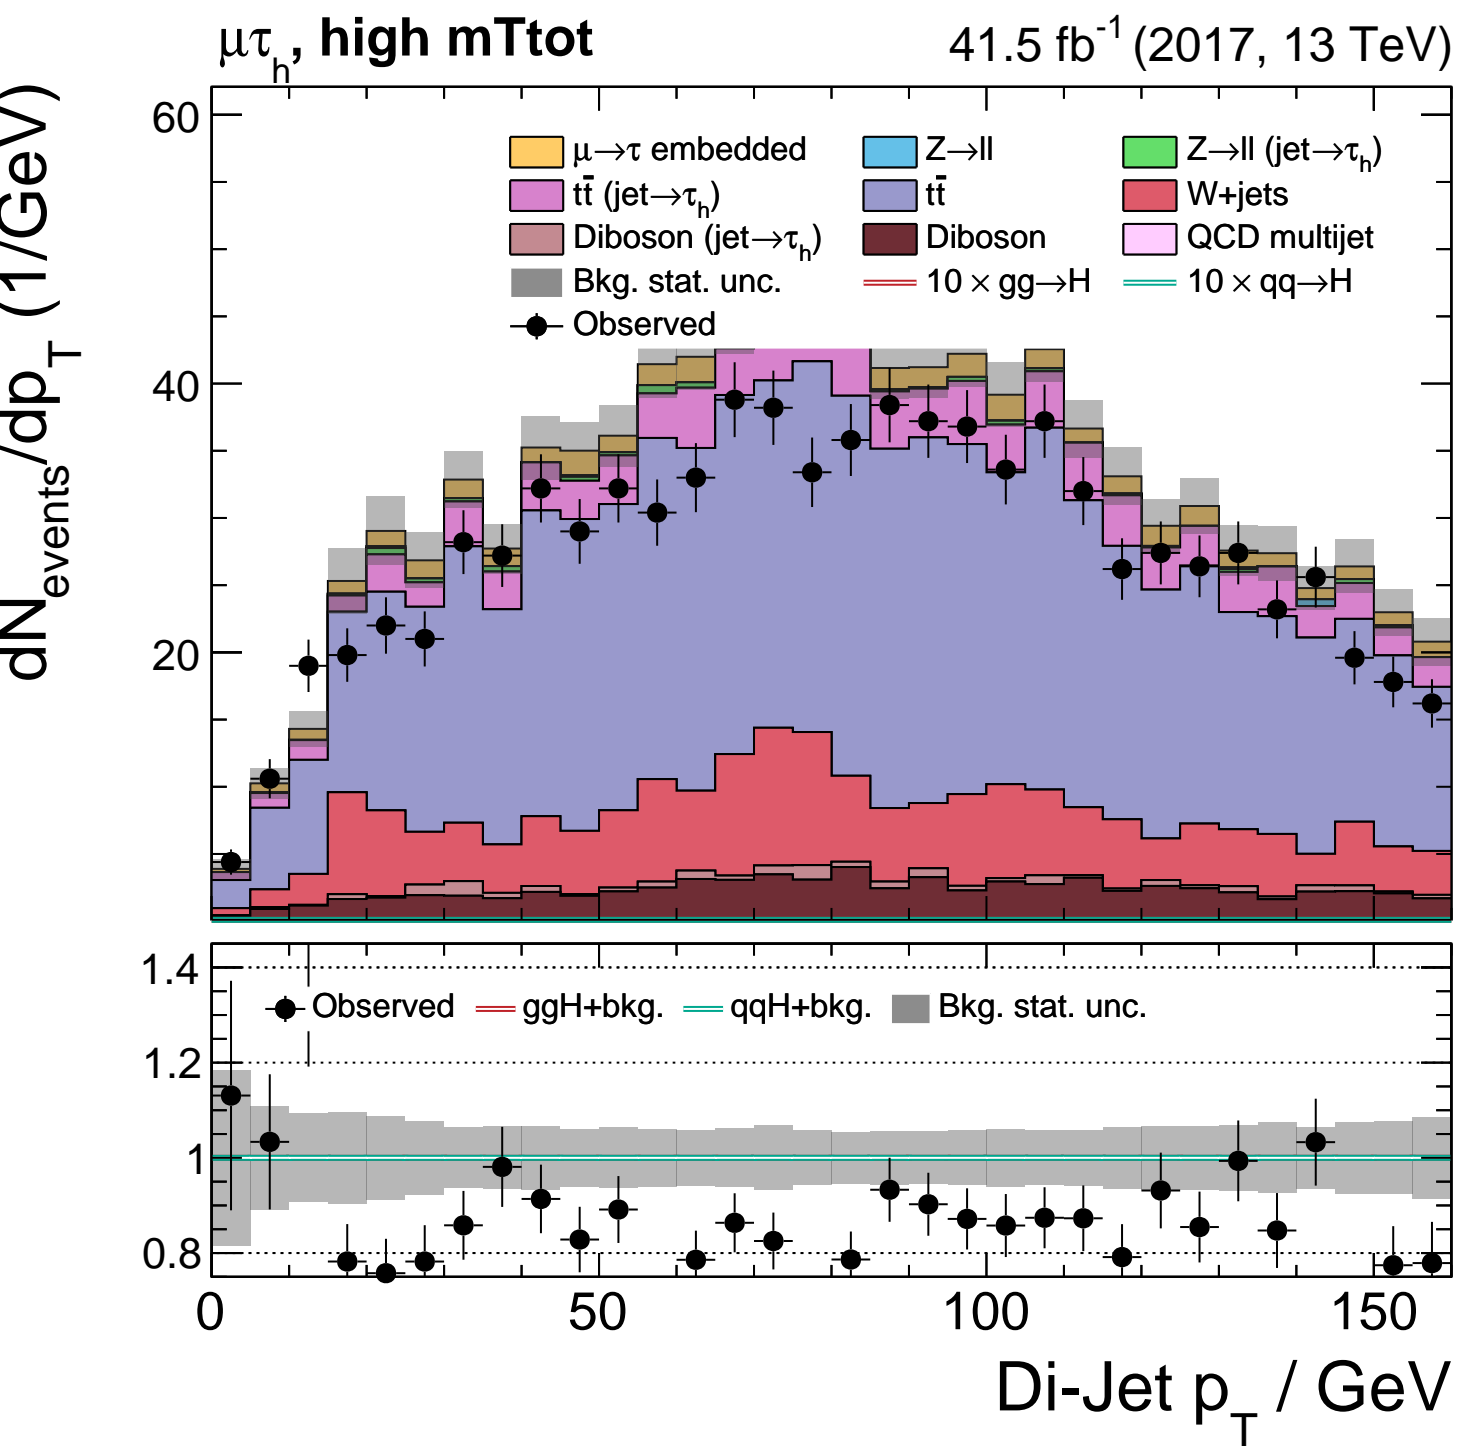 μτh, high mTtot 41.5 fb-1 (2017, 13 TeV)
dNevents/dpT (1/GeV)
60
40
20
μ→τ embedded Z→ll Z→ll (jet→τh)
tt̄ (jet→τh) tt̄ W+jets
Diboson (jet→τh) Diboson QCD multijet
Bkg. stat. unc. 10 × gg→H 10 × qq→H
Observed
1.4
1.2
1
0.8
Observed ggH+bkg. qqH+bkg. Bkg. stat. unc.
0 50 100 150
Di-Jet pT / GeV